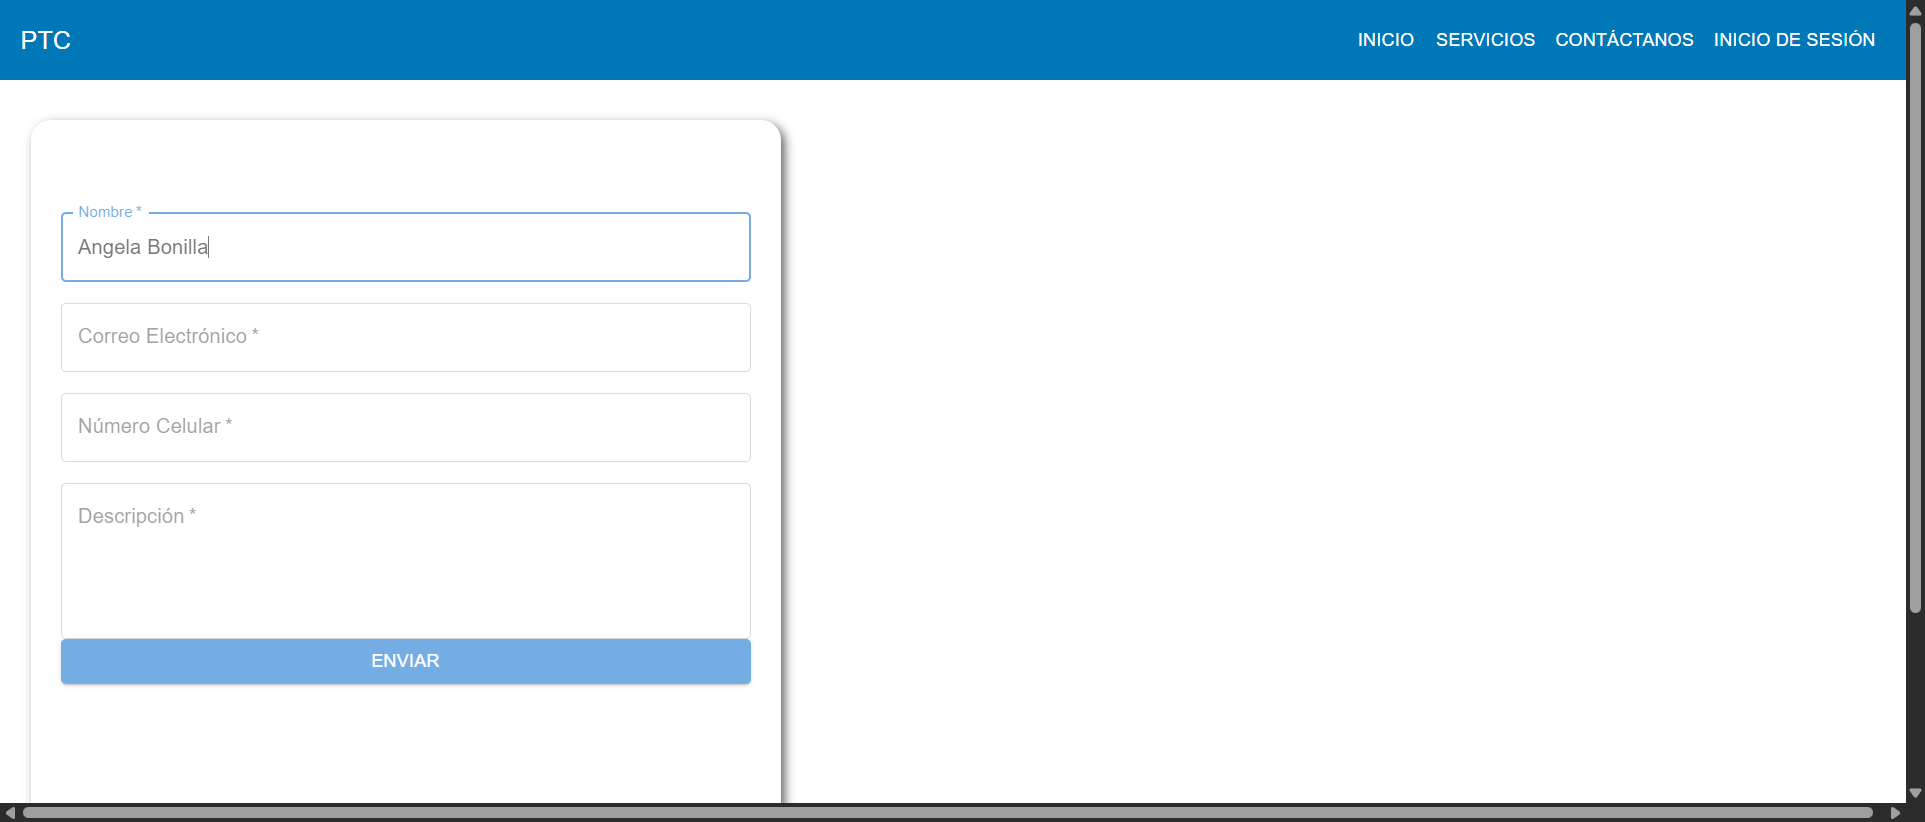 PTC
INICIO SERVICIOS CONTÁCTANOS INICIO DE SESIÓN
Nombre *
Angela Bonilla
Correo Electrónico *
Número Celular *
Descripción *
ENVIAR